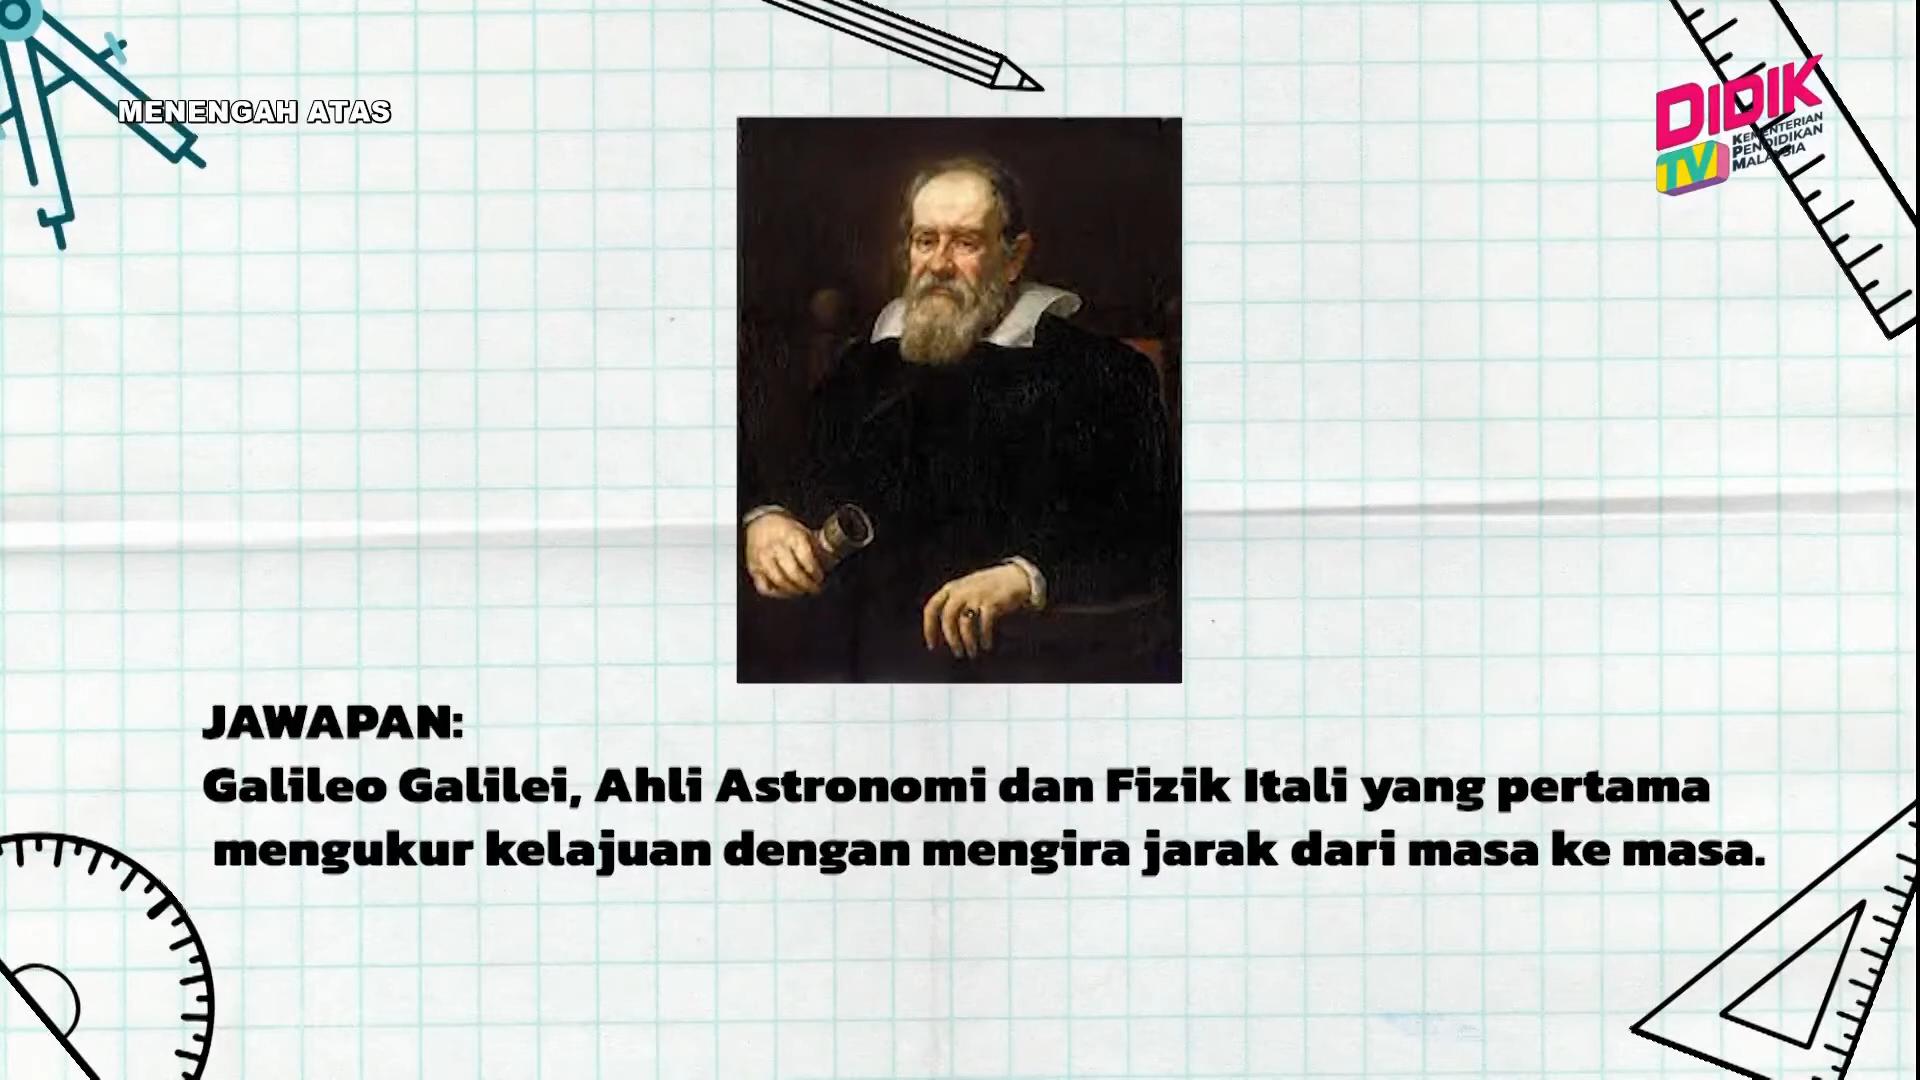 MENENGAH ATAS
DIDIK
TV
KEMENTERIAN
PENDIDIKAN
MALAYSIA
JAWAPAN:
Galileo Galilei, Ahli Astronomi dan Fizik Itali yang pertama
mengukur kelajuan dengan mengira jarak dari masa ke masa.